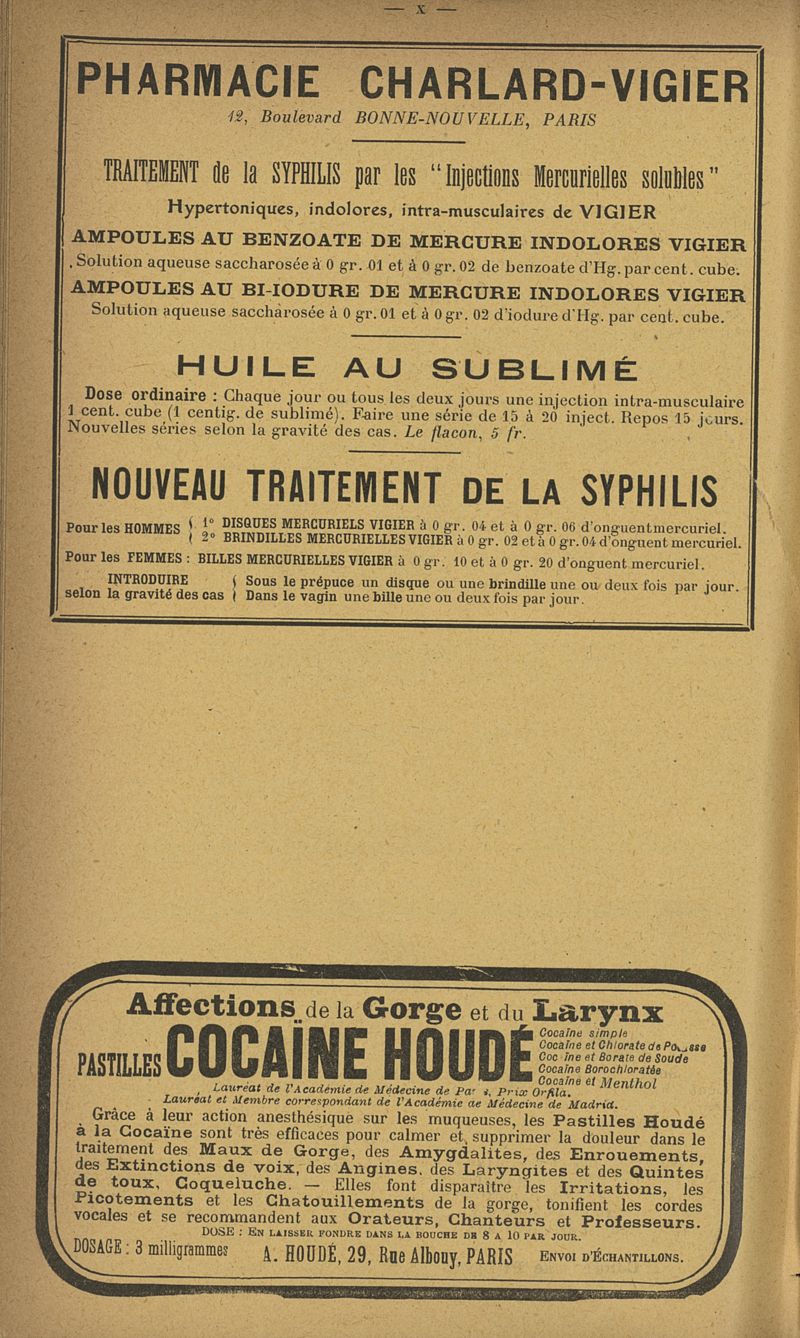 — X —
PHARMACIE CHARLARD-VIGIER
12, Boulevard BONNE-NOUVELLE, PARIS
TRAITEMENT de la SYPHILIS par les "Injections Mercurielles solubles"
Hypertoniques, indolores, intra-musculaires de VIGIER
AMPOULES AU BENZOATE DE MERCURE INDOLORES VIGIER
Solution aqueuse saccharosée à 0 gr. 01 et à 0 gr. 02 de benzoate d'Hg. par cent. cube.
AMPOULES AU BI-IODURE DE MERCURE INDOLORES VIGIER
Solution aqueuse saccharosée à 0 gr. 01 et à 0 gr. 02 d'iodure d'Hg. par cent. cube.
HUILE AU SUBLIMÉ
Dose ordinaire : Chaque jour ou tous les deux jours une injection intra-musculaire
1 cent. cube (1 centig. de sublimé). Faire une série de 15 à 20 inject. Repos 15 jours.
Nouvelles séries selon la gravité des cas. Le flacon, 5 fr.
NOUVEAU TRAITEMENT DE LA SYPHILIS
Pour les HOMMES { 1° DISQUES MERCURIELS VIGIER à 0 gr. 04 et à 0 gr. 06 d'onguent mercuriel.
2° BRINDILLES MERCURIELLES VIGIER à 0 gr. 02 et à 0 gr. 04 d'onguent mercuriel.
Pour les FEMMES : BILLES MERCURIELLES VIGIER à 0 gr. 10 et à 0 gr. 20 d'onguent mercuriel.
INTRODUIRE { Sous le prépuce un disque ou une brindille une ou deux fois par jour.
selon la gravité des cas { Dans le vagin une bille une ou deux fois par jour.
Affections de la Gorge et du Larynx
PASTILLES COCAÏNE HOUDÉ
Cocaïne simple
Cocaïne et Chlorate de Potasse
Cocaïne et Borate de Soude
Cocaïne Borochloratée
Cocaïne et Menthol
Lauréat de l'Académie de Médecine de Paris, Prix Orfila.
Lauréat et Membre correspondant de l'Académie de Médecine de Madrid.
Grâce à leur action anesthésique sur les muqueuses, les Pastilles Houdé
à la Cocaïne sont très efficaces pour calmer et supprimer la douleur dans le
traitement des Maux de Gorge, des Amygdalites, des Enrouements,
des Extinctions de voix, des Angines, des Laryngites et des Quintes
de toux, Coqueluche. — Elles font disparaître les Irritations, les
Picotements et les Chatouillements de la gorge, tonifient les cordes
vocales et se recommandent aux Orateurs, Chanteurs et Professeurs.
DOSE : EN LAISSER FONDRE DANS LA BOUCHE DE 8 A 10 PAR JOUR.
DOSAGE : 3 milligrammes A. HOUDÉ, 29, Rue Albouy, PARIS ENVOI D'ÉCHANTILLONS.